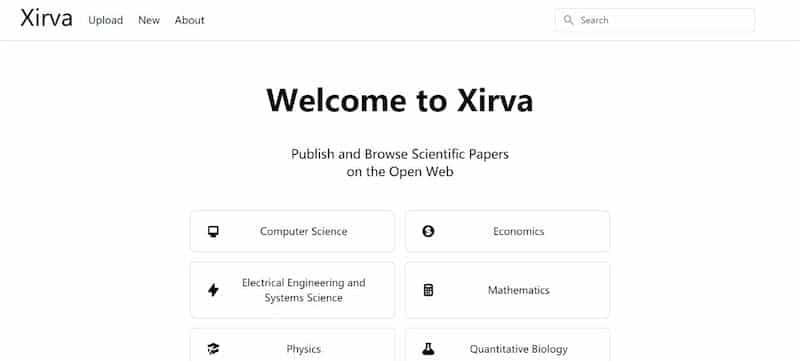 Xirva Upload New About Search
Welcome to Xirva
Publish and Browse Scientific Papers
on the Open Web
Computer Science
Economics
Electrical Engineering and
Systems Science
Mathematics
Physics
Quantitative Biology